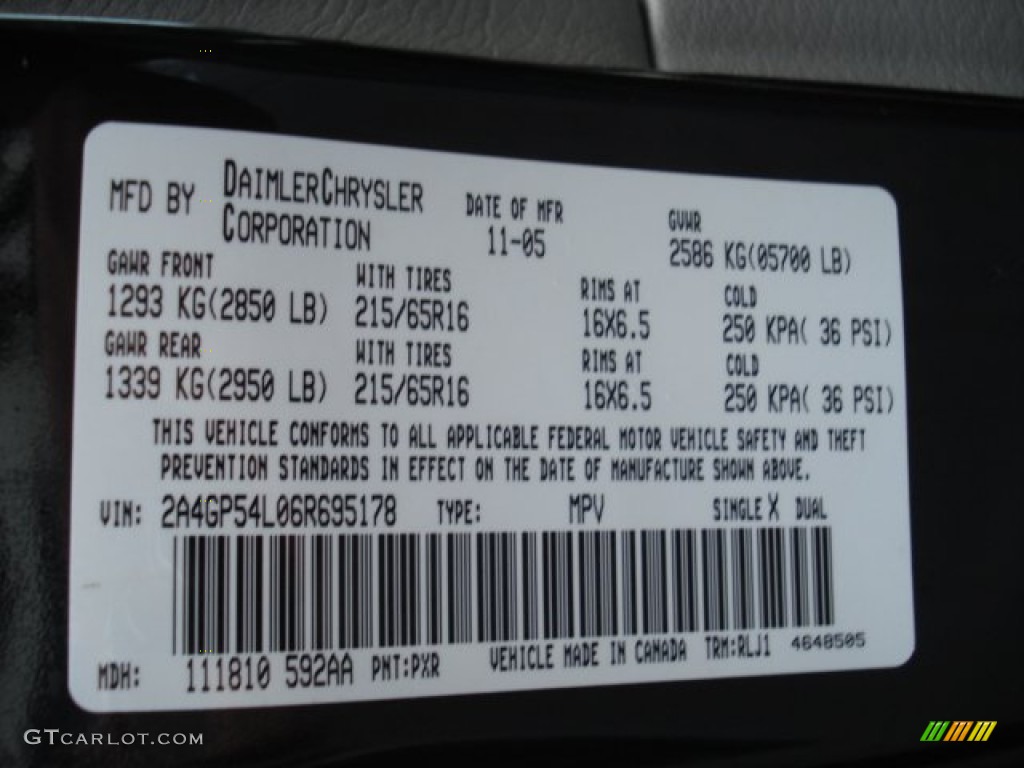 MFD BY DAIMLERCHRYSLER CORPORATION DATE OF MFR 11-05 GVWR 2586 KG(05700 LB)
GAWR FRONT WITH TIRES RIMS AT COLD
1293 KG(2850 LB) 215/65R16 16X6.5 250 KPA( 36 PSI)
GAWR REAR WITH TIRES RIMS AT COLD
1339 KG(2950 LB) 215/65R16 16X6.5 250 KPA( 36 PSI)
THIS VEHICLE CONFORMS TO ALL APPLICABLE FEDERAL MOTOR VEHICLE SAFETY AND THEFT
PREVENTION STANDARDS IN EFFECT ON THE DATE OF MANUFACTURE SHOWN ABOVE.
VIN: 2A4GP54L06R695178 TYPE: MPV SINGLE X DUAL
MDH: 111810 592AA PNT:PXR VEHICLE MADE IN CANADA TRM:RLJ1 4648505
GTCARLOT.COM